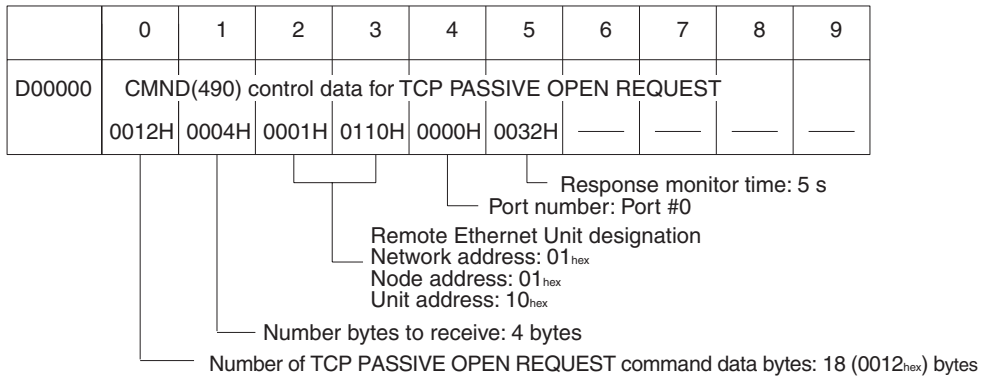 0 1 2 3 4 5 6 7 8 9
D00000 CMND(490) control data for TCP PASSIVE OPEN REQUEST
0012H 0004H 0001H 0110H 0000H 0032H — — — —
Response monitor time: 5 s
Port number: Port #0
Remote Ethernet Unit designation
Network address: 01hex
Node address: 01hex
Unit address: 10hex
Number bytes to receive: 4 bytes
Number of TCP PASSIVE OPEN REQUEST command data bytes: 18 (0012hex) bytes